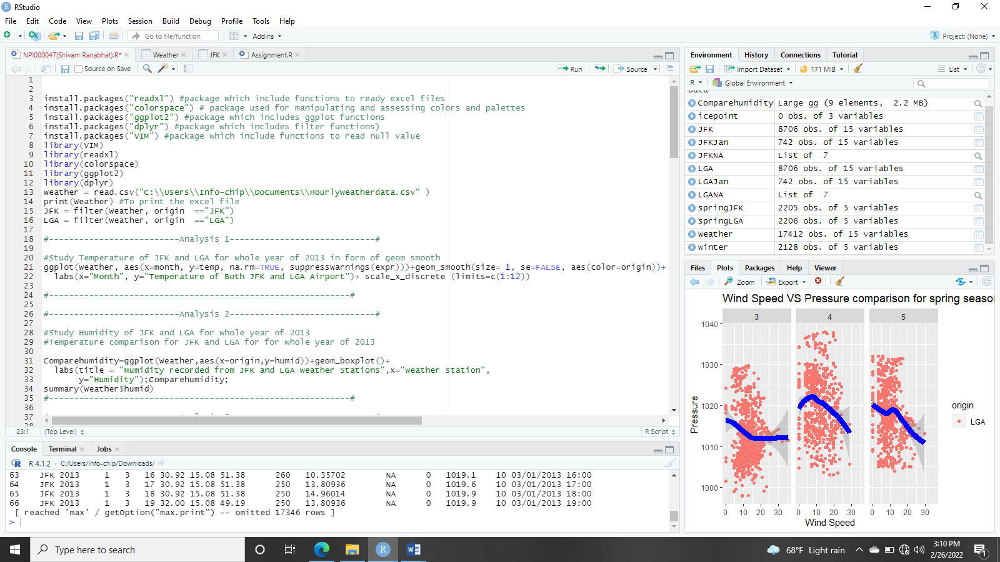 RStudio
File Edit Code View Plots Session Build Debug Profile Tools Help
Go to file/function Addins Project: (None)
NPI000047(Shivam Ranabhat).R* Weather JFK Assignment.R
Source on Save Run Source
1
2
3 install.packages("readxl") #package which include functions to ready excel files
4 install.packages("colorspace") # package used for manipulating and assessing colors and palettes
5 install.packages("ggplot2") #package which includes ggplot functions
6 install.packages("dplyr") #package which includes filter functions)
7 install.packages("VIM") #package which include functions to read null value
8 library(VIM)
9 library(readxl)
10 library(colorspace)
11 library(ggplot2)
12 library(dplyr)
13 Weather = read.csv("C:\\Users\\Info-chip\\Documents\\Hourlyweatherdata.csv" )
14 print(Weather) #To print the excel file
15 JFK = filter(Weather, origin  =="JFK")
16 LGA = filter(Weather, origin  =="LGA")
17
18 #--------------------------Analysis 1-----------------------------#
19
20 #Study Temperature of JFK and LGA for whole year of 2013 in form of geom smooth
21 ggplot(Weather, aes(x=month, y=temp, na.rm=TRUE, suppressWarnings(expr)))+geom_smooth(size= 1, se=FALSE, aes(color=origin))+
22   labs(x="Month", y="Temperature of Both JFK and LGA Airport")+ scale_x_discrete (limits=c(1:12))
23
24 #------------------------------------------------------------#
25
26 #--------------------------Analysis 2-----------------------------#
27
28 #Study Humidity of JFK and LGA for whole year of 2013
29 #Temperature comparison for JFK and LGA for for whole year of 2013
30
31 Comparehumidity=ggplot(Weather,aes(x=origin,y=humid))+geom_boxplot()+
32   labs(title = "Humidity recorded from JFK and LGA weather Stations",x="weather station",
33        y="Humidity");Comparehumidity;
34 summary(Weather$humid)
35 #------------------------------------------------------------#
36
37
38
23:1 (Top Level) R Script
Console Terminal Jobs
R 4.1.2 · C:/Users/Info-chip/Downloads/
63 JFK 2013 1 3 16 30.92 15.08 51.38 260 10.35702 NA 0 1019.1 10 03/01/2013 16:00
64 JFK 2013 1 3 17 30.92 15.08 51.38 250 13.80936 NA 0 1019.6 10 03/01/2013 17:00
65 JFK 2013 1 3 18 30.92 15.08 51.38 250 14.96014 NA 0 1019.9 10 03/01/2013 18:00
66 JFK 2013 1 3 19 32.00 15.08 49.19 250 13.80936 NA 0 1019.9 10 03/01/2013 19:00
[ reached 'max' / getOption("max.print") -- omitted 17346 rows ]
>
Environment History Connections Tutorial
Import Dataset 171 MiB List
R Global Environment
Data
Comparehumidity Large gg (9 elements, 2.2 MB)
icepoint 0 obs. of 3 variables
JFK 8706 obs. of 15 variables
JFKJan 742 obs. of 15 variables
JFKNA List of 7
LGA 8706 obs. of 15 variables
LGAJan 742 obs. of 15 variables
LGANA List of 7
springJFK 2205 obs. of 5 variables
springLGA 2206 obs. of 5 variables
Weather 17412 obs. of 15 variables
winter 2128 obs. of 5 variables
Files Plots Packages Help Viewer
Zoom Export
Wind Speed VS Pressure comparison for spring seaso
3 4 5
1040
1030
1020
1010
1000
Pressure
0 10 20 30 0 10 20 30 0 10 20 30
Wind Speed
origin
LGA
Type here to search
68°F Light rain
3:10 PM
2/26/2022
1